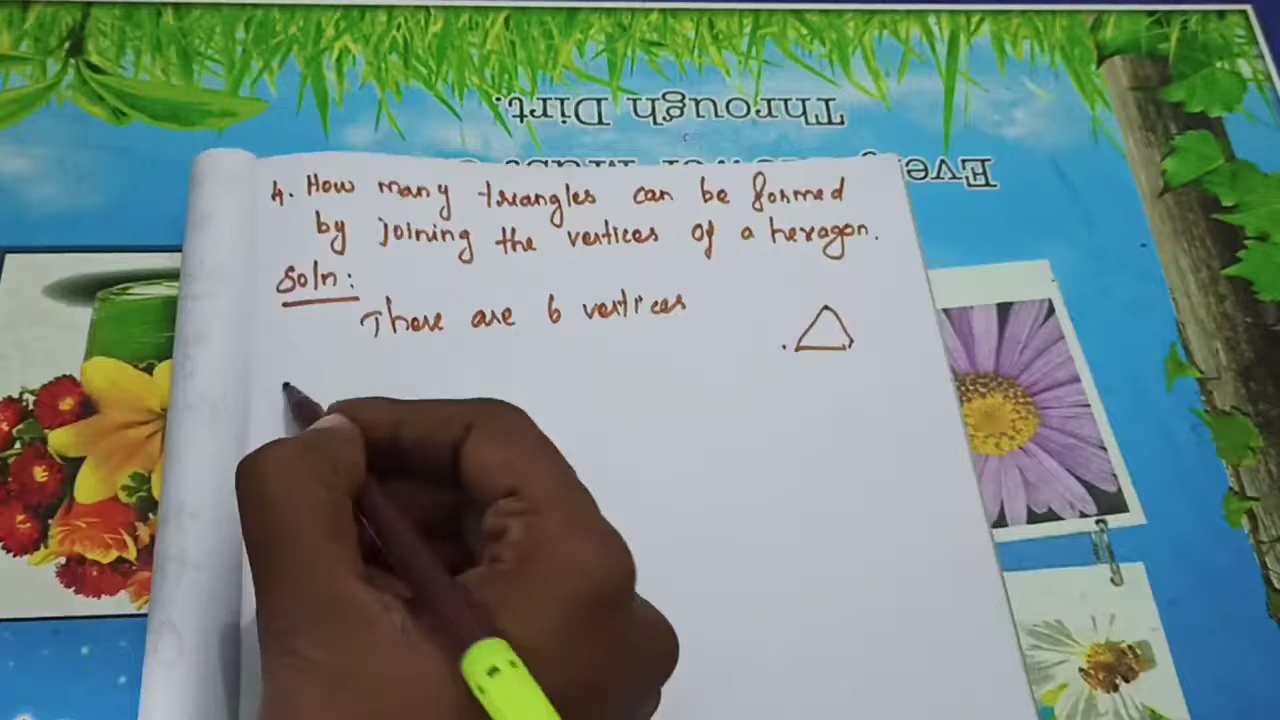 Through Dirt.
4. How many triangles can be formed
by joining the vertices of a hexagon.
Soln:
There are 6 vertices